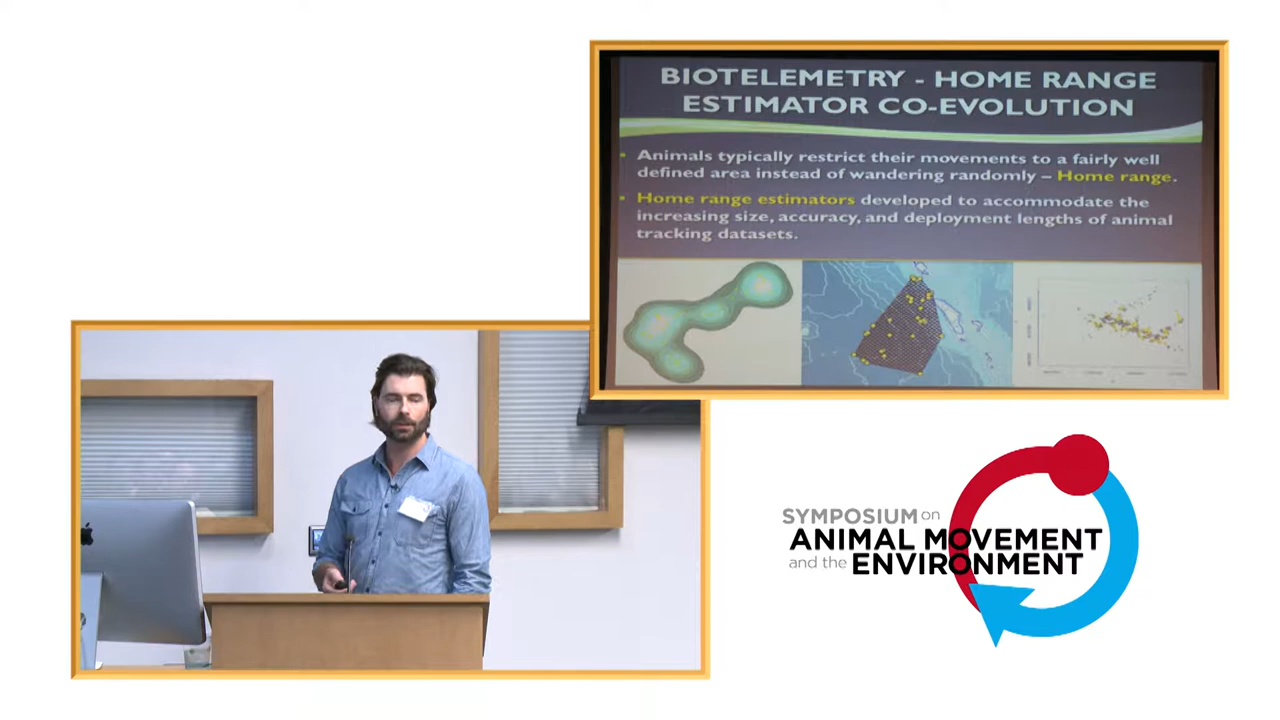 BIOTELEMETRY - HOME RANGE
ESTIMATOR CO-EVOLUTION
Animals typically restrict their movements to a fairly well
defined area instead of wandering randomly – Home range.
Home range estimators developed to accommodate the
increasing size, accuracy, and deployment lengths of animal
tracking datasets.
SYMPOSIUM on
ANIMAL MOVEMENT
and the ENVIRONMENT